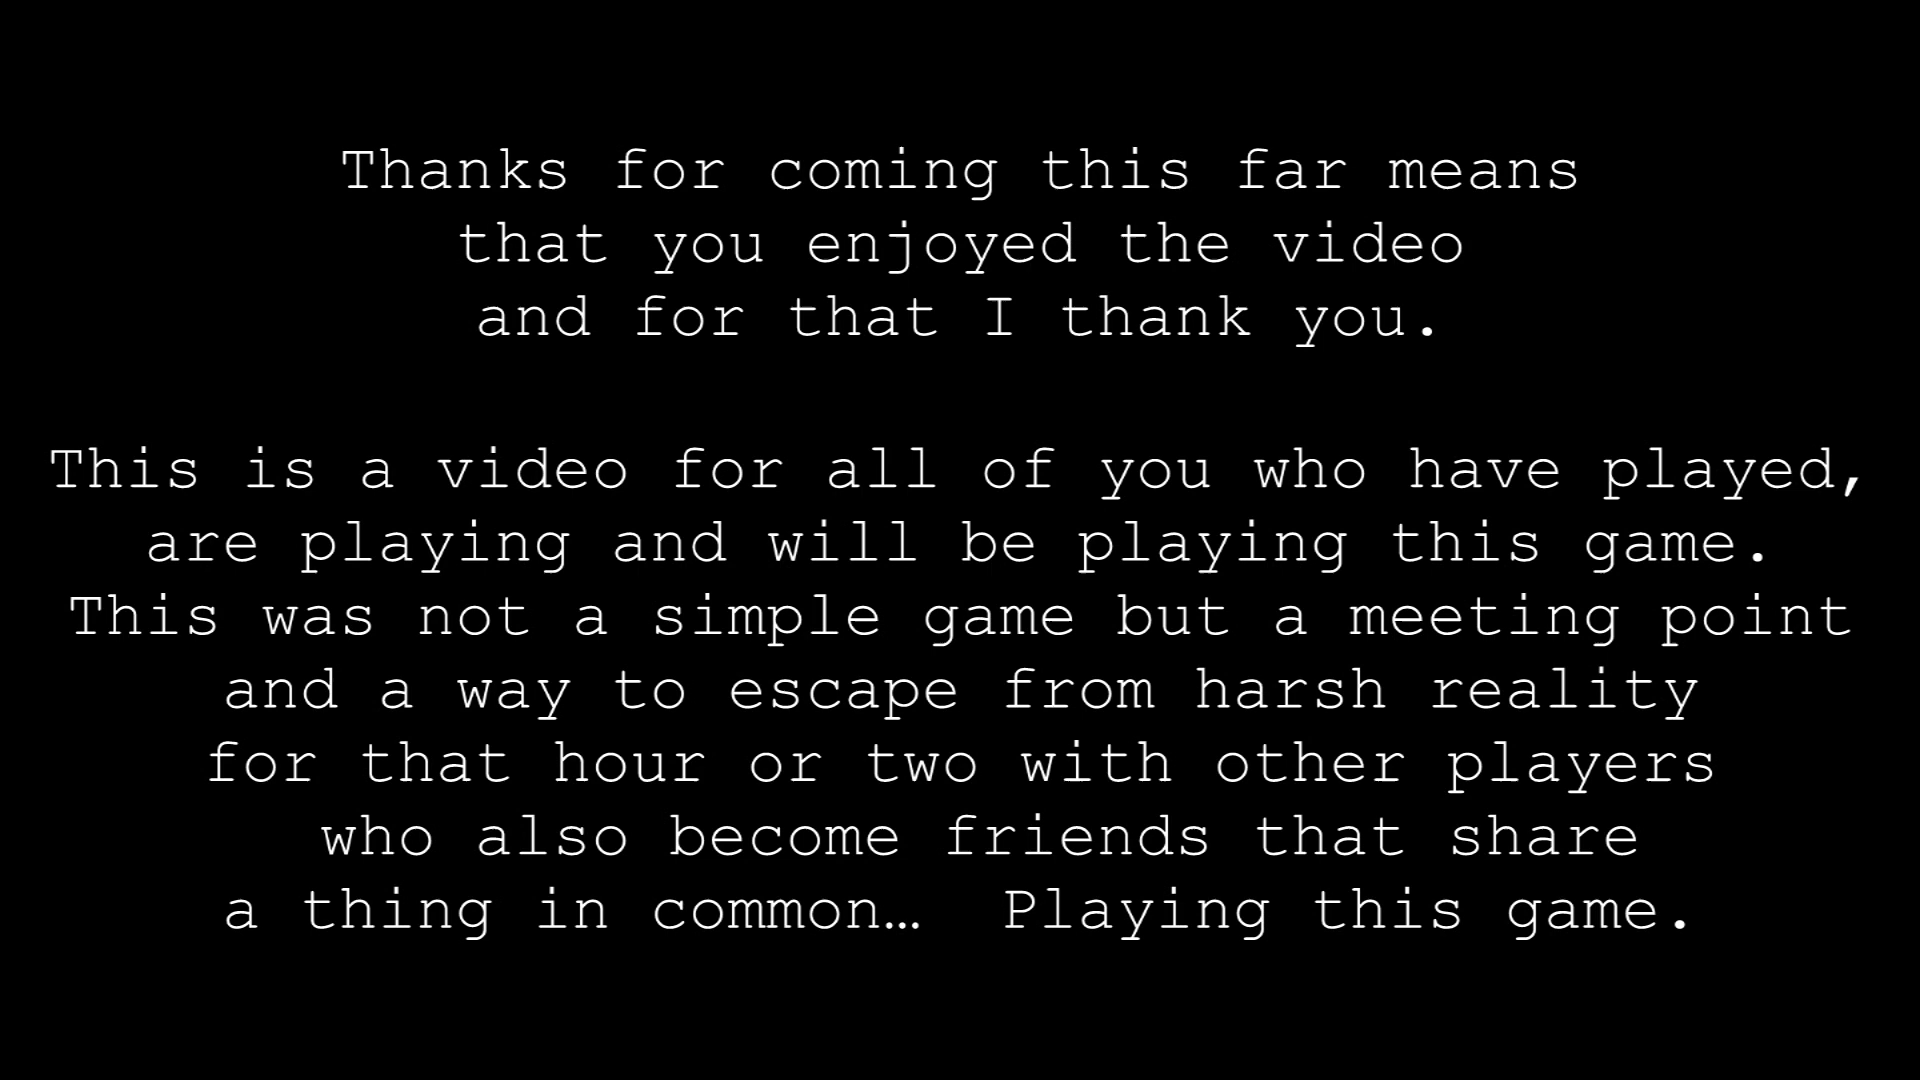 Thanks for coming this far means
that you enjoyed the video
and for that I thank you.
This is a video for all of you who have played,
are playing and will be playing this game.
This was not a simple game but a meeting point
and a way to escape from harsh reality
for that hour or two with other players
who also become friends that share
a thing in common… Playing this game.